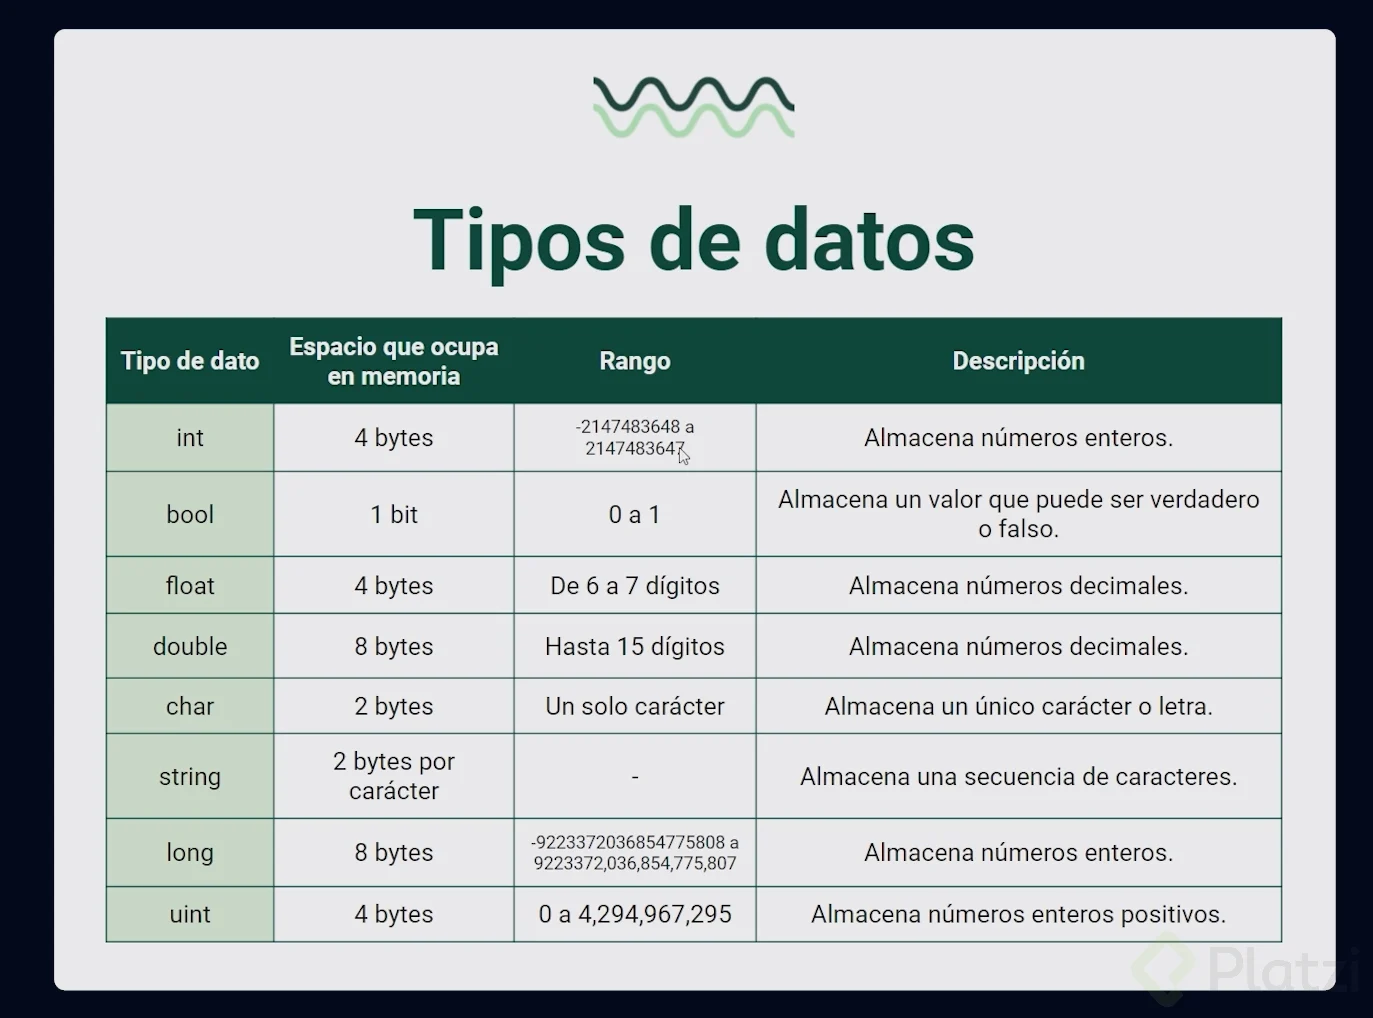 Tipos de datos
Tipo de dato
Espacio que ocupa
en memoria
Rango
Descripción
int
4 bytes
-2147483648 a
2147483647
Almacena números enteros.
bool
1 bit
0 a 1
Almacena un valor que puede ser verdadero
o falso.
float
4 bytes
De 6 a 7 dígitos
Almacena números decimales.
double
8 bytes
Hasta 15 dígitos
Almacena números decimales.
char
2 bytes
Un solo carácter
Almacena un único carácter o letra.
string
2 bytes por
carácter
-
Almacena una secuencia de caracteres.
long
8 bytes
-9223372036854775808 a
9223372,036,854,775,807
Almacena números enteros.
uint
4 bytes
0 a 4,294,967,295
Almacena números enteros positivos.
Platzi